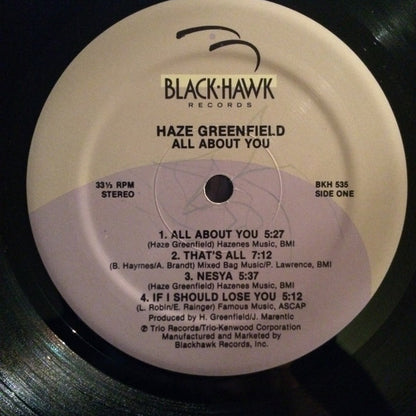 BLACK·HAWK
RECORDS
HAZE GREENFIELD
ALL ABOUT YOU
33⅓ RPM
STEREO
BKH 535
SIDE ONE
1. ALL ABOUT YOU 5:27
(Haze Greenfield) Hazenes Music, BMI
2. THAT'S ALL 7:12
(B. Haymes/A. Brandt) Mixed Bag Music/P. Lawrence, BMI
3. NESYA 5:37
(Haze Greenfield) Hazenes Music, BMI
4. IF I SHOULD LOSE YOU 5:12
(L. Robin/E. Rainger) Famous Music, ASCAP
Produced by H. Greenfield/J. Marentic
℗ Trio Records/Trio-Kenwood Corporation
Manufactured and Marketed by
Blackhawk Records, Inc.